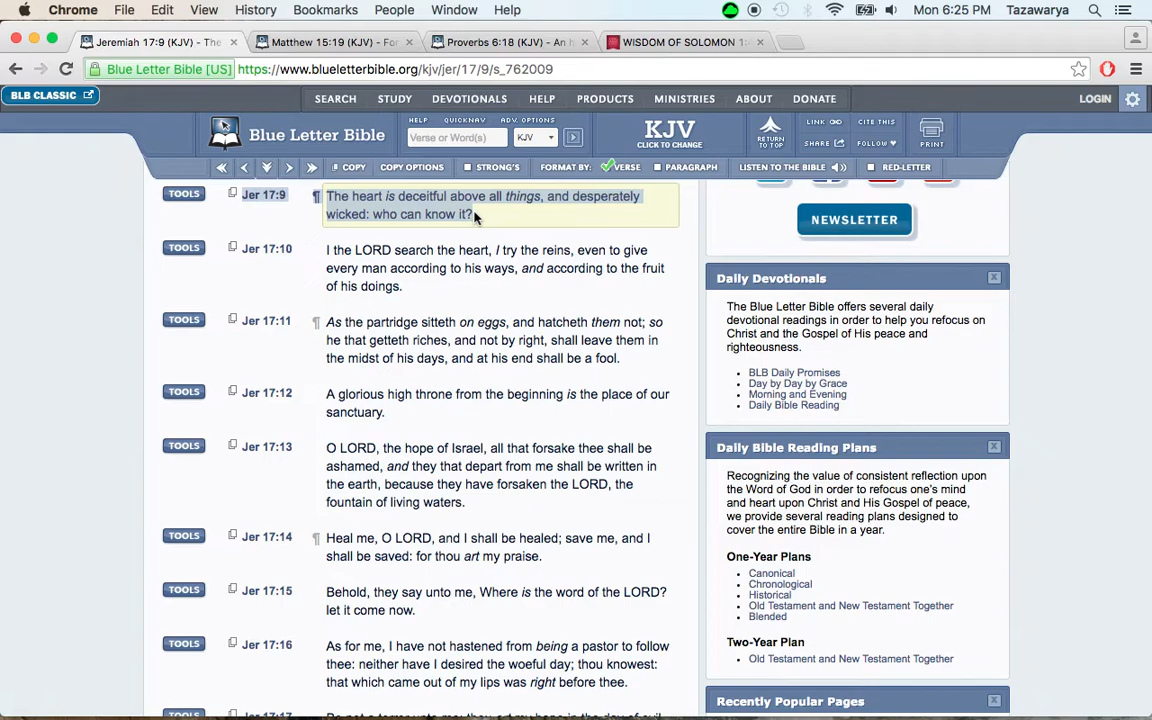 Chrome File Edit View History Bookmarks People Window Help Mon 6:25 PM Tazawarya
Jeremiah 17:9 (KJV) - The Matthew 15:19 (KJV) - For Proverbs 6:18 (KJV) - An h WISDOM OF SOLOMON 1:4
Blue Letter Bible [US] https://www.blueletterbible.org/kjv/jer/17/9/s_762009
BLB CLASSIC SEARCH STUDY DEVOTIONALS HELP PRODUCTS MINISTRIES ABOUT DONATE LOGIN
Blue Letter Bible
HELP QUICKNAV ADV. OPTIONS
Verse or Word(s) KJV
KJV
CLICK TO CHANGE
RETURN
TO TOP
LINK CITE THIS
SHARE FOLLOW
PRINT
COPY COPY OPTIONS STRONG'S FORMAT BY: VERSE PARAGRAPH LISTEN TO THE BIBLE RED-LETTER
TOOLS Jer 17:9 ¶ The heart is deceitful above all things, and desperately
wicked: who can know it?
TOOLS Jer 17:10 I the LORD search the heart, I try the reins, even to give
every man according to his ways, and according to the fruit
of his doings.
TOOLS Jer 17:11 ¶ As the partridge sitteth on eggs, and hatcheth them not; so
he that getteth riches, and not by right, shall leave them in
the midst of his days, and at his end shall be a fool.
TOOLS Jer 17:12 A glorious high throne from the beginning is the place of our
sanctuary.
TOOLS Jer 17:13 O LORD, the hope of Israel, all that forsake thee shall be
ashamed, and they that depart from me shall be written in
the earth, because they have forsaken the LORD, the
fountain of living waters.
TOOLS Jer 17:14 ¶ Heal me, O LORD, and I shall be healed; save me, and I
shall be saved: for thou art my praise.
TOOLS Jer 17:15 Behold, they say unto me, Where is the word of the LORD?
let it come now.
TOOLS Jer 17:16 As for me, I have not hastened from being a pastor to follow
thee: neither have I desired the woeful day; thou knowest:
that which came out of my lips was right before thee.
NEWSLETTER
Daily Devotionals
The Blue Letter Bible offers several daily
devotional readings in order to help you refocus on
Christ and the Gospel of His peace and
righteousness.
BLB Daily Promises
Day by Day by Grace
Morning and Evening
Daily Bible Reading
Daily Bible Reading Plans
Recognizing the value of consistent reflection upon
the Word of God in order to refocus one's mind
and heart upon Christ and His Gospel of peace,
we provide several reading plans designed to
cover the entire Bible in a year.
One-Year Plans
Canonical
Chronological
Historical
Old Testament and New Testament Together
Blended
Two-Year Plan
Old Testament and New Testament Together
Recently Popular Pages